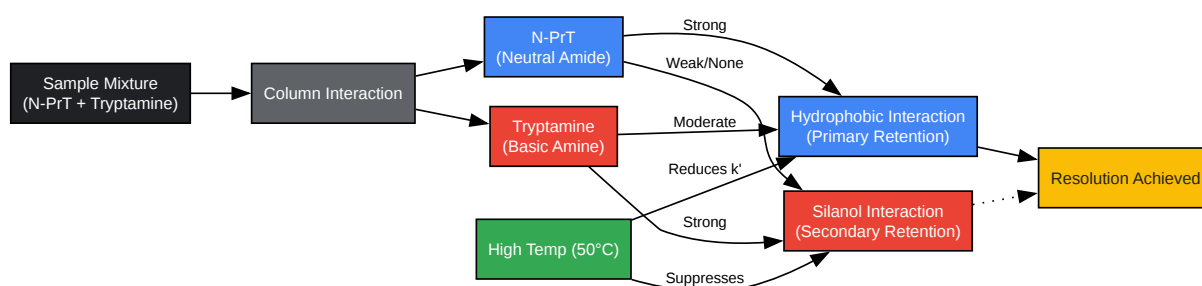 Sample Mixture
(N-PrT + Tryptamine)
Column Interaction
N-PrT
(Neutral Amide)
Tryptamine
(Basic Amine)
High Temp (50°C)
Strong
Weak/None
Moderate
Reduces k'
Strong
Suppresses
Hydrophobic Interaction
(Primary Retention)
Silanol Interaction
(Secondary Retention)
Resolution Achieved